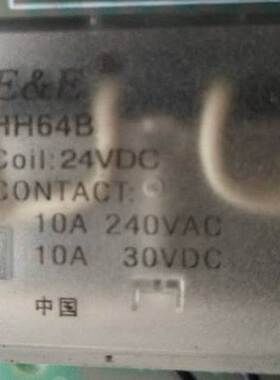 E&E
HH64B
Coil:24VDC
CONTACT:
10A 240VAC
10A 30VDC
中国